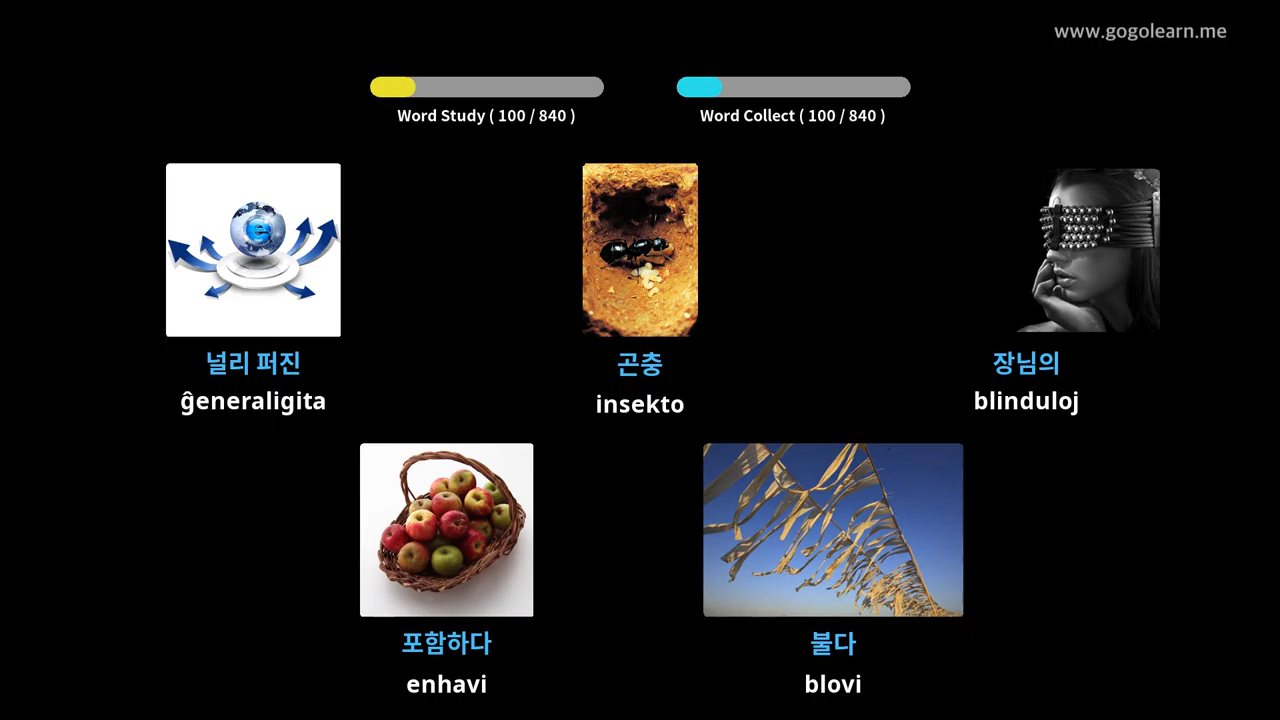 www.gogolearn.me
Word Study ( 100 / 840 )
Word Collect ( 100 / 840 )
e
널리 퍼진
ĝeneraligita
곤충
insekto
장님의
blinduloj
포함하다
enhavi
불다
blovi